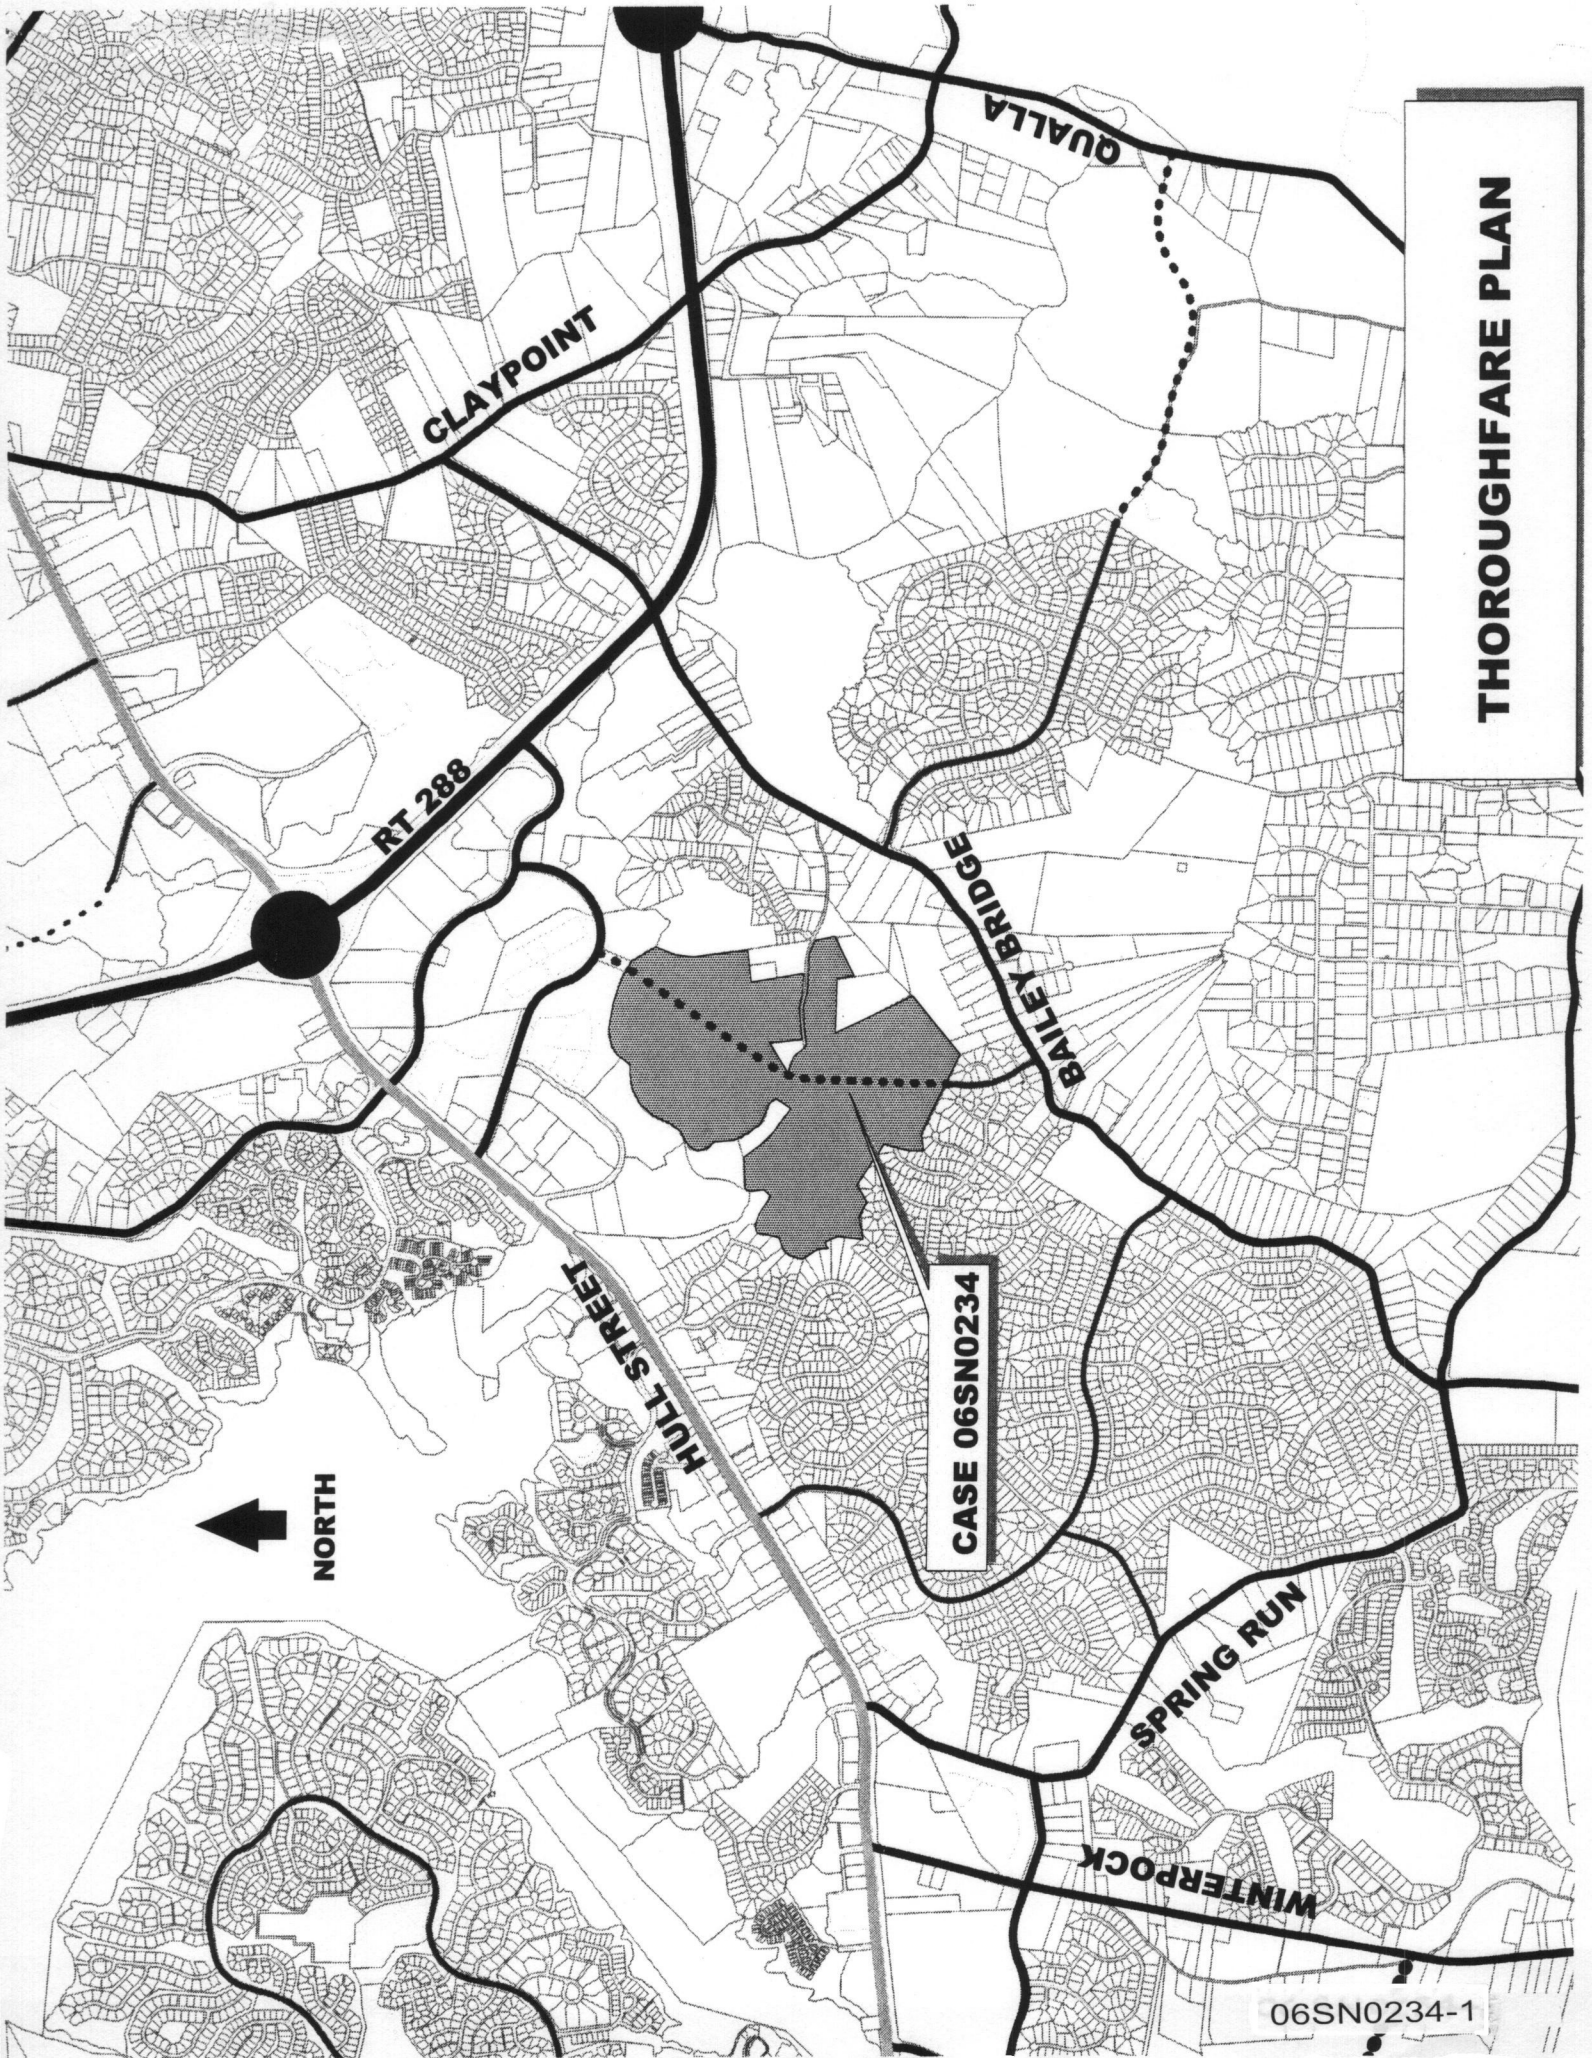 THOROUGHFARE PLAN
QUALLA
CLAYPOINT
RT 288
BAILEY BRIDGE
HULL STREET
CASE 06SN0234
NORTH
SPRING RUN
WINTERPOCK
06SN0234-1